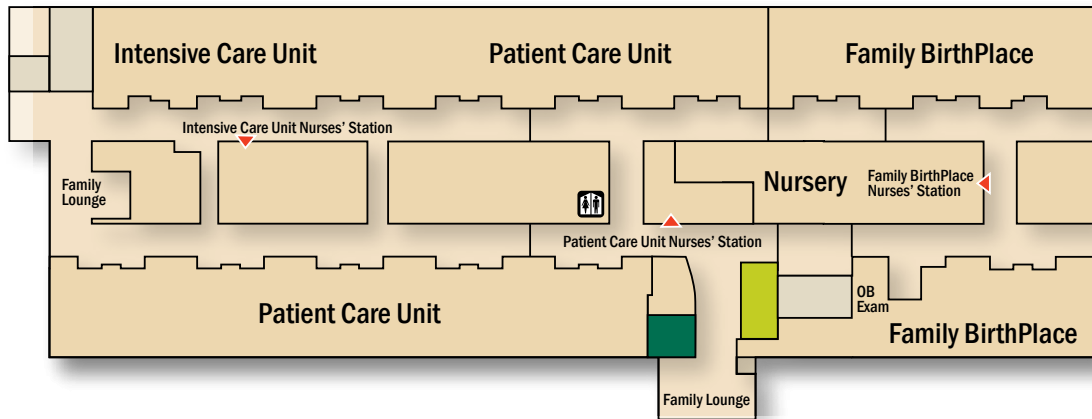 Intensive Care Unit
Patient Care Unit
Family BirthPlace
Intensive Care Unit Nurses' Station
Family
Lounge
Nursery
Family BirthPlace
Nurses' Station
Patient Care Unit Nurses' Station
Patient Care Unit
OB
Exam
Family BirthPlace
Family Lounge